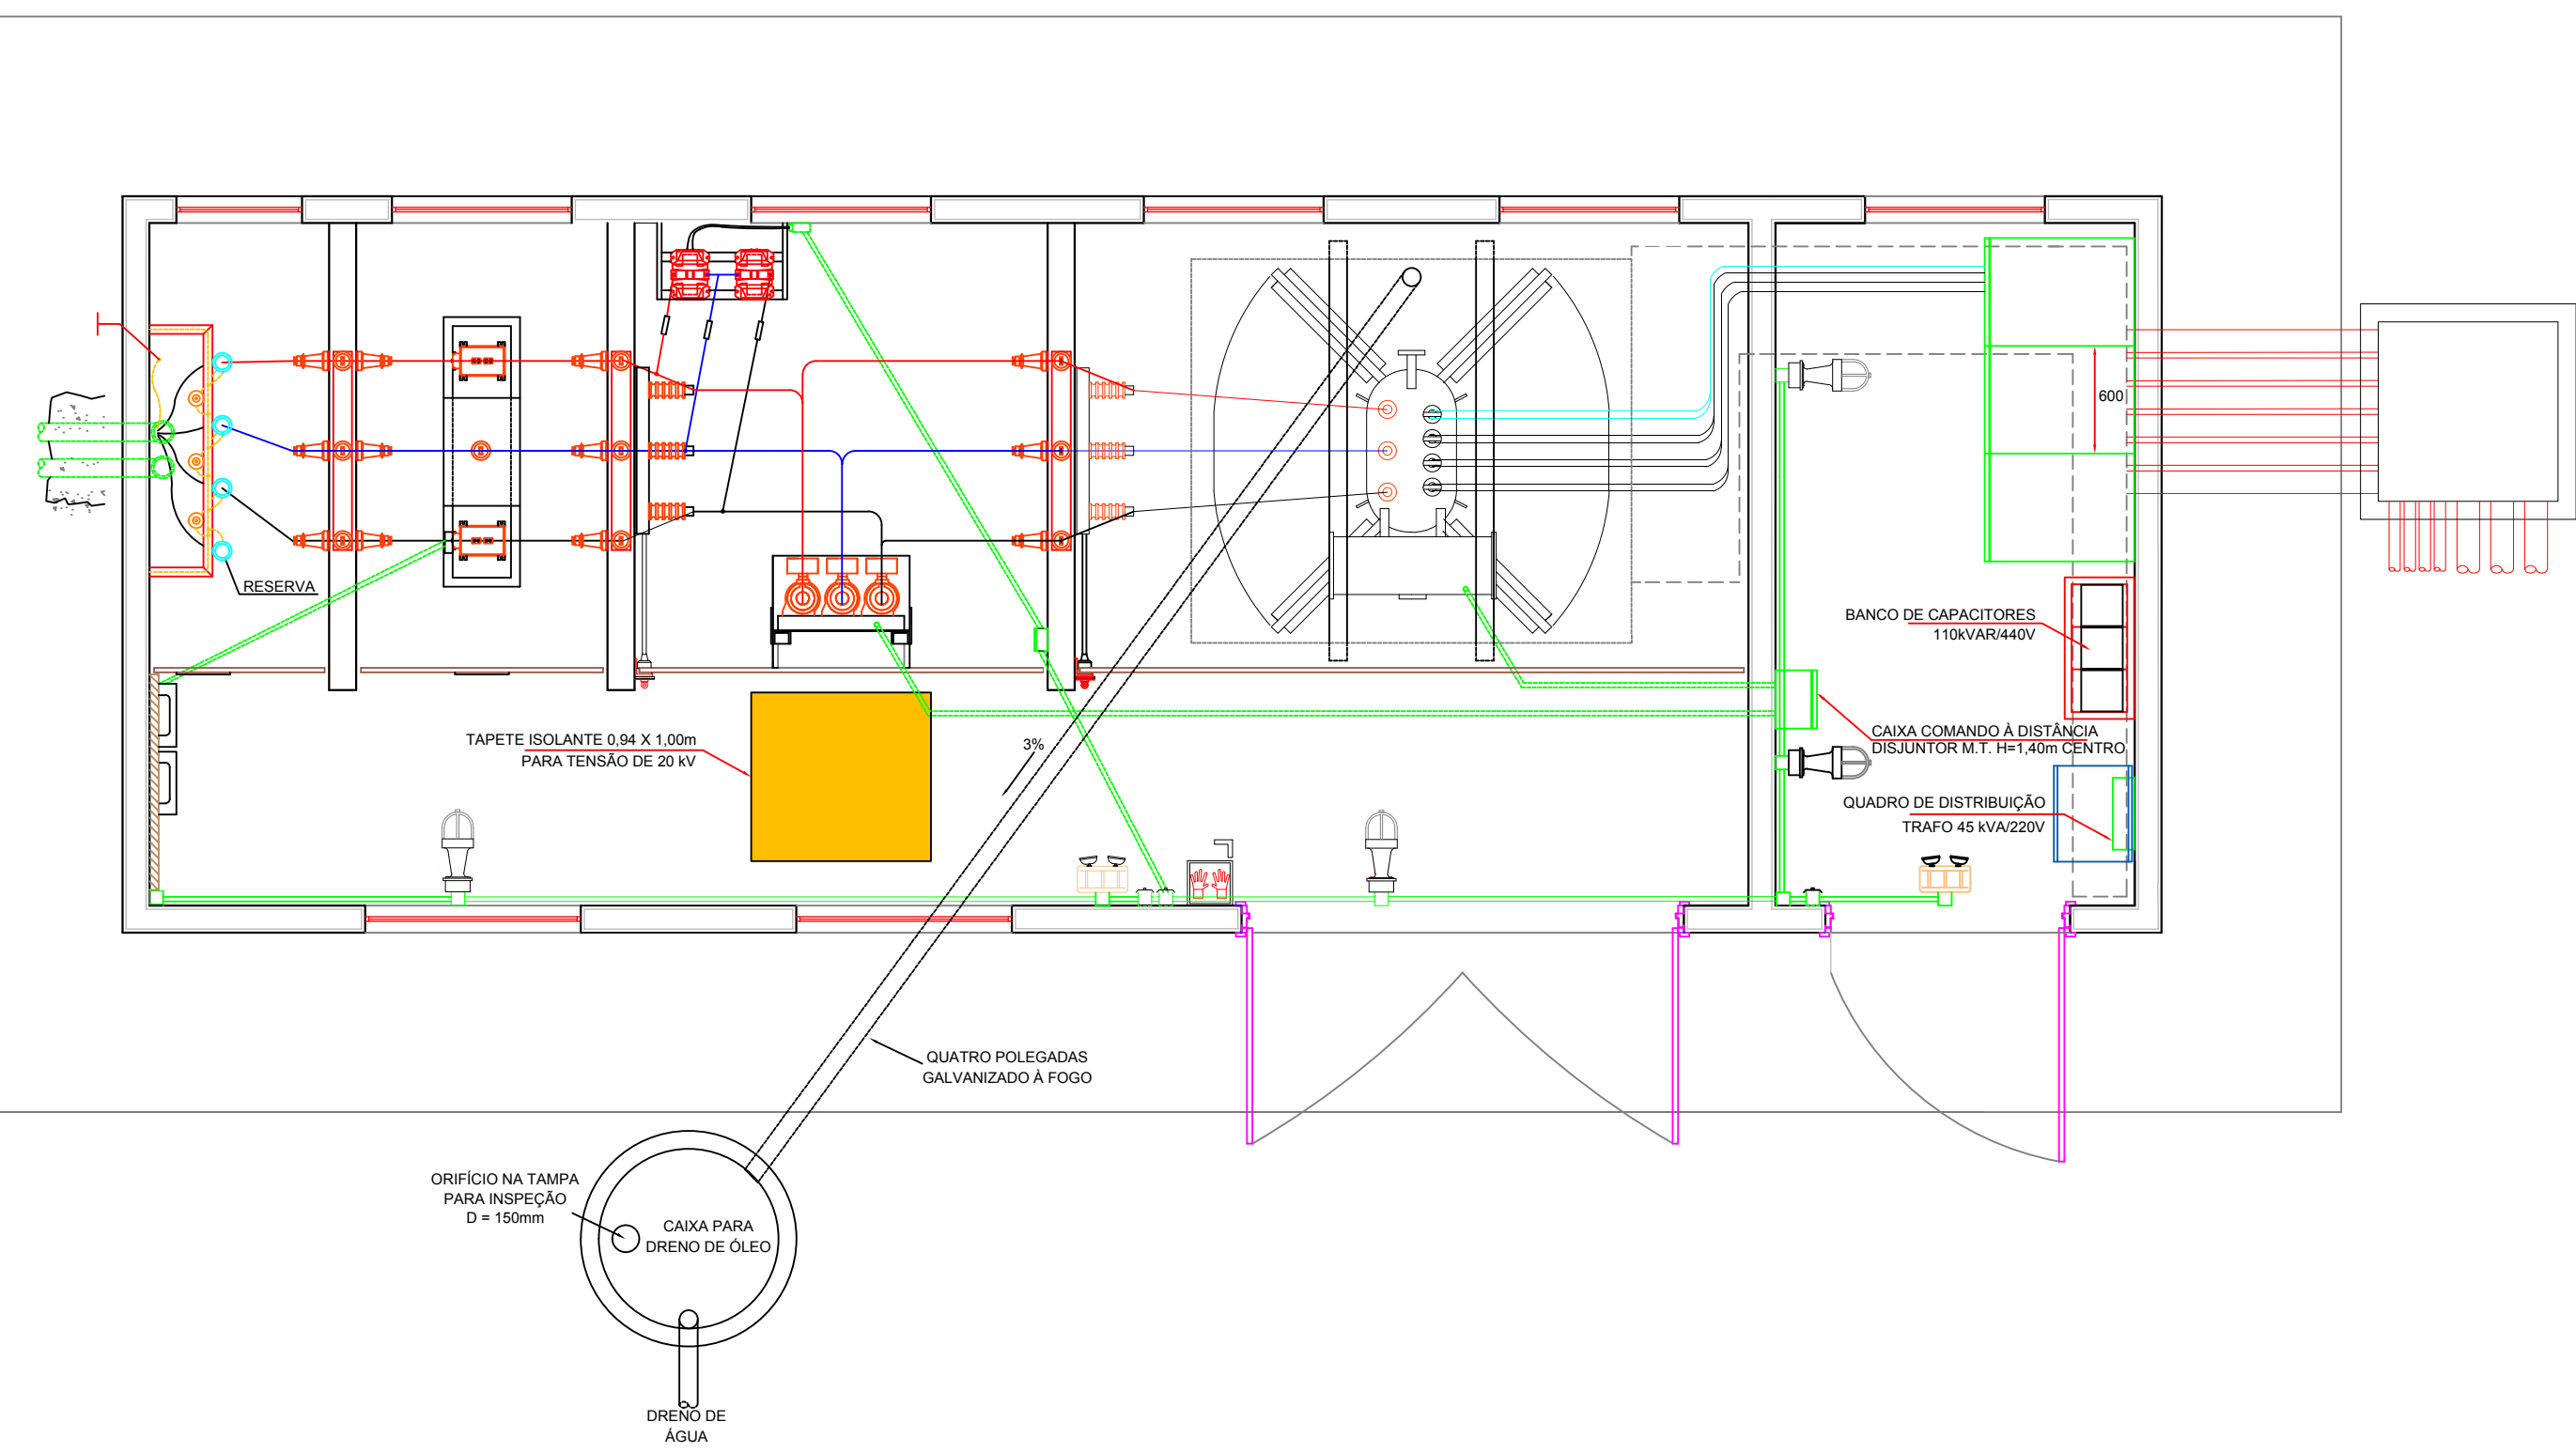 600
RESERVA
BANCO DE CAPACITORES
110kVAR/440V
TAPETE ISOLANTE 0,94 X 1,00m
PARA TENSÃO DE 20 kV
3%
CAIXA COMANDO À DISTÂNCIA
DISJUNTOR M.T. H=1,40m CENTRO
QUADRO DE DISTRIBUIÇÃO
TRAFO 45 kVA/220V
QUATRO POLEGADAS
GALVANIZADO À FOGO
ORIFÍCIO NA TAMPA
PARA INSPEÇÃO
D = 150mm
CAIXA PARA
DRENO DE ÓLEO
DRENO DE
ÁGUA